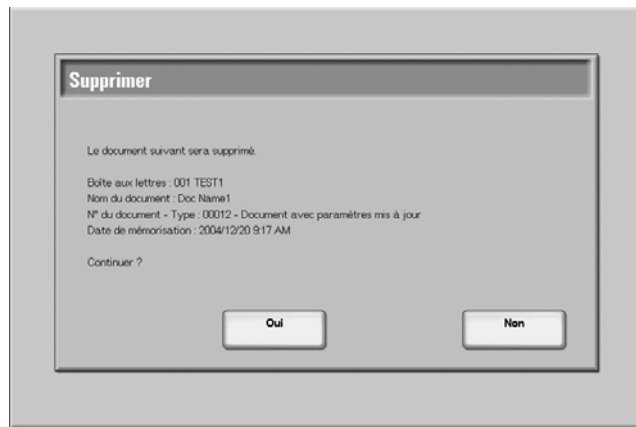 Supprimer
Le document suivant sera supprimé.
Boîte aux lettres : 001 TEST1
Nom du document : Doc Name1
N° du document - Type : 00012 - Document avec paramètres mis à jour
Date de mémorisation : 2004/12/20 9:17 AM
Continuer ?
Oui
Non